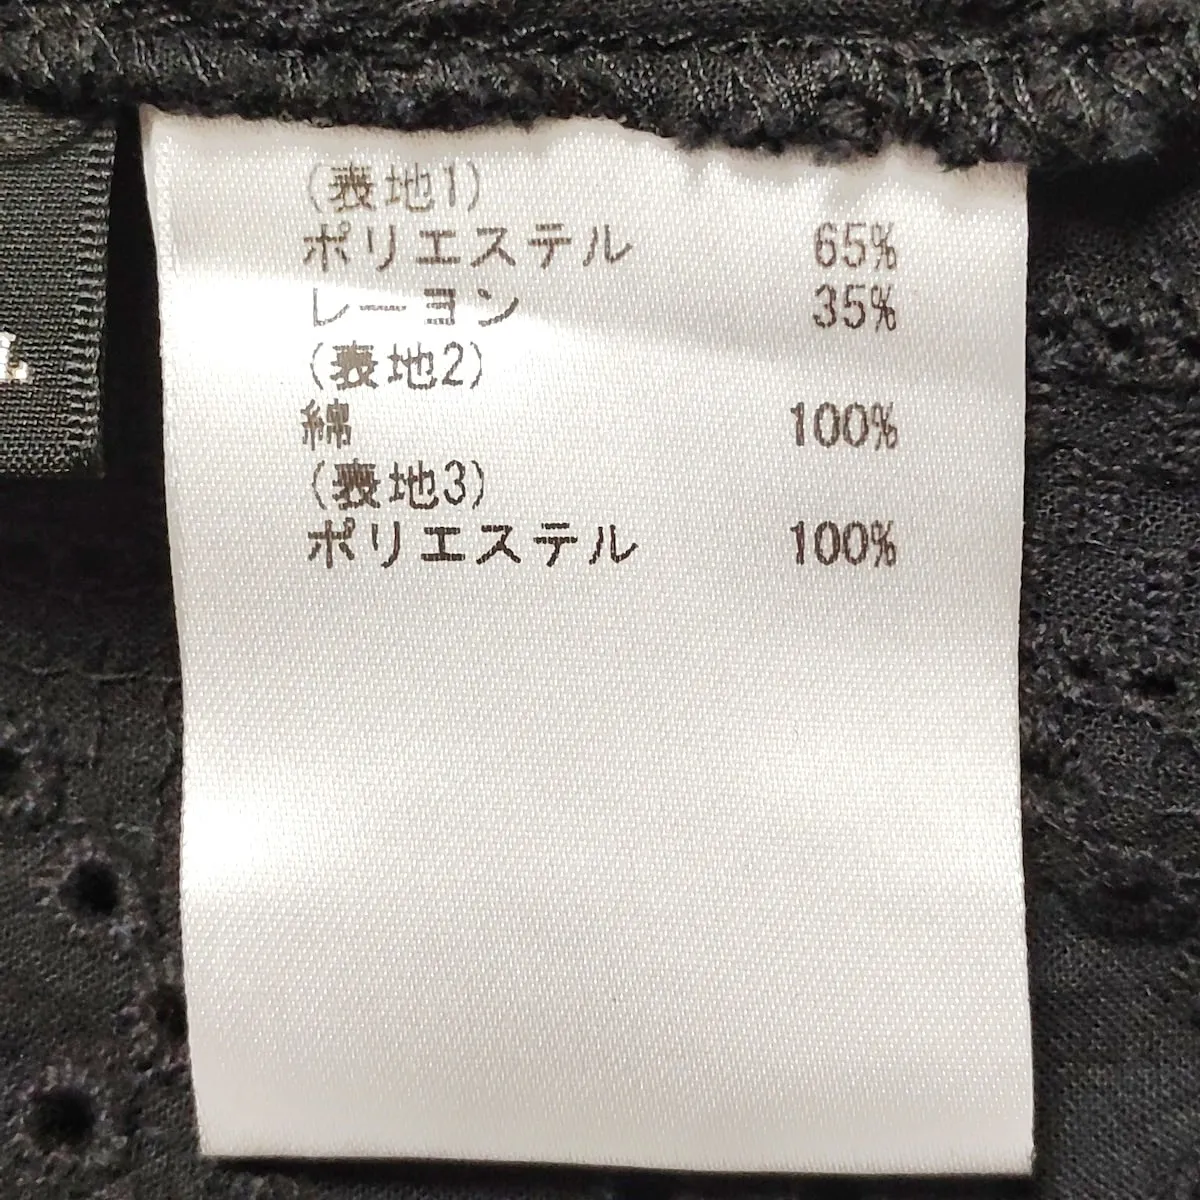 (表地1)
ポリエステル 65%
レーヨン 35%
(表地2)
綿 100%
(表地3)
ポリエステル 100%
L